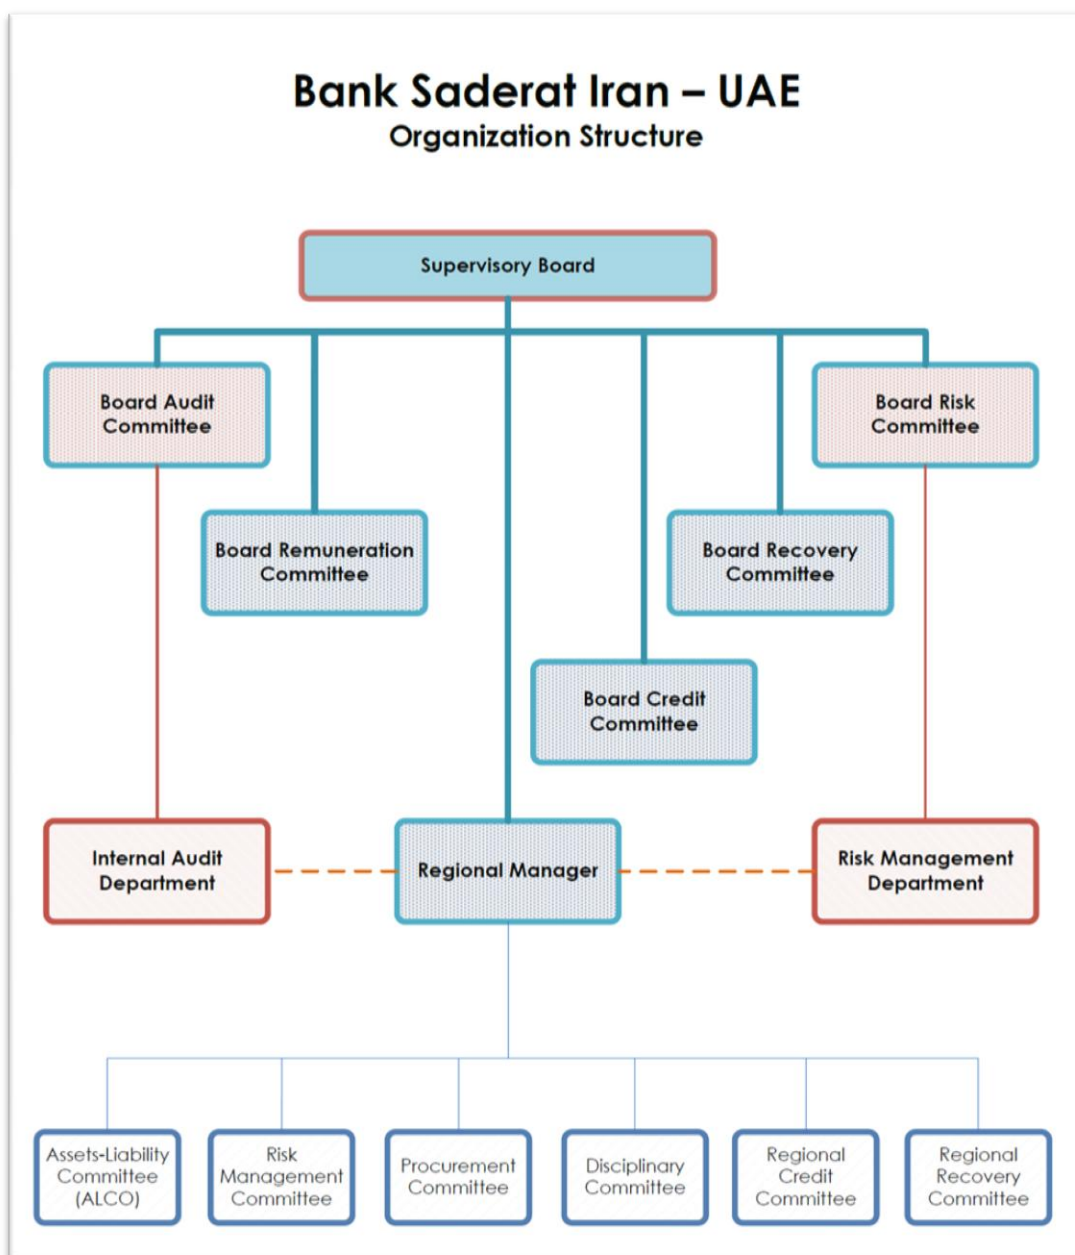 Bank Saderat Iran – UAE
Organization Structure
Supervisory Board
Board Audit
Committee
Board Risk
Committee
Board Remuneration
Committee
Board Recovery
Committee
Board Credit
Committee
Internal Audit
Department
Regional Manager
Risk Management
Department
Assets-Liability
Committee
(ALCO)
Risk
Management
Committee
Procurement
Committee
Disciplinary
Committee
Regional
Credit
Committee
Regional
Recovery
Committee